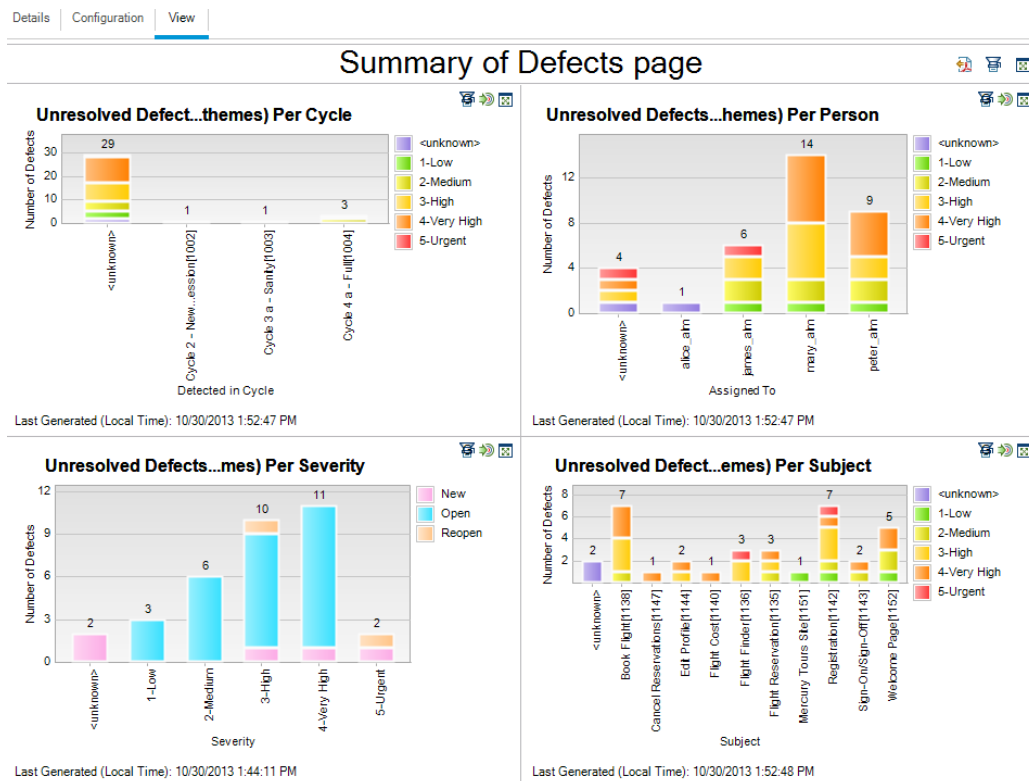 Details Configuration View
Summary of Defects page
Unresolved Defect...themes) Per Cycle
Number of Defects
30
20
10
0
29
1
1
3
<unknown>
Cycle 2 - New...ession[1002]
Cycle 3 a - Sanity[1003]
Cycle 4 a - Full[1004]
Detected in Cycle
<unknown>
1-Low
2-Medium
3-High
4-Very High
5-Urgent
Last Generated (Local Time): 10/30/2013 1:52:47 PM
Unresolved Defects...hemes) Per Person
Number of Defects
12
8
4
0
4
1
6
14
9
<unknown>
alice_alm
james_alm
mary_alm
peter_alm
Assigned To
<unknown>
1-Low
2-Medium
3-High
4-Very High
5-Urgent
Last Generated (Local Time): 10/30/2013 1:52:47 PM
Unresolved Defects...mes) Per Severity
Number of Defects
12
9
6
3
0
2
3
6
10
11
2
<unknown>
1-Low
2-Medium
3-High
4-Very High
5-Urgent
Severity
New
Open
Reopen
Last Generated (Local Time): 10/30/2013 1:44:11 PM
Unresolved Defect...emes) Per Subject
Number of Defects
8
6
4
2
2
7
1
2
1
3
3
1
7
2
5
<unknown>
Book Flight[1138]
Cancel Reservations[1147]
Edit Profile[1144]
Flight Cost[1140]
Flight Finder[1136]
Flight Reservation[1135]
Mercury Tours Site[1151]
Registration[1142]
Sign-On/Sign-Off[1143]
Welcome Page[1152]
Subject
<unknown>
1-Low
2-Medium
3-High
4-Very High
5-Urgent
Last Generated (Local Time): 10/30/2013 1:52:48 PM